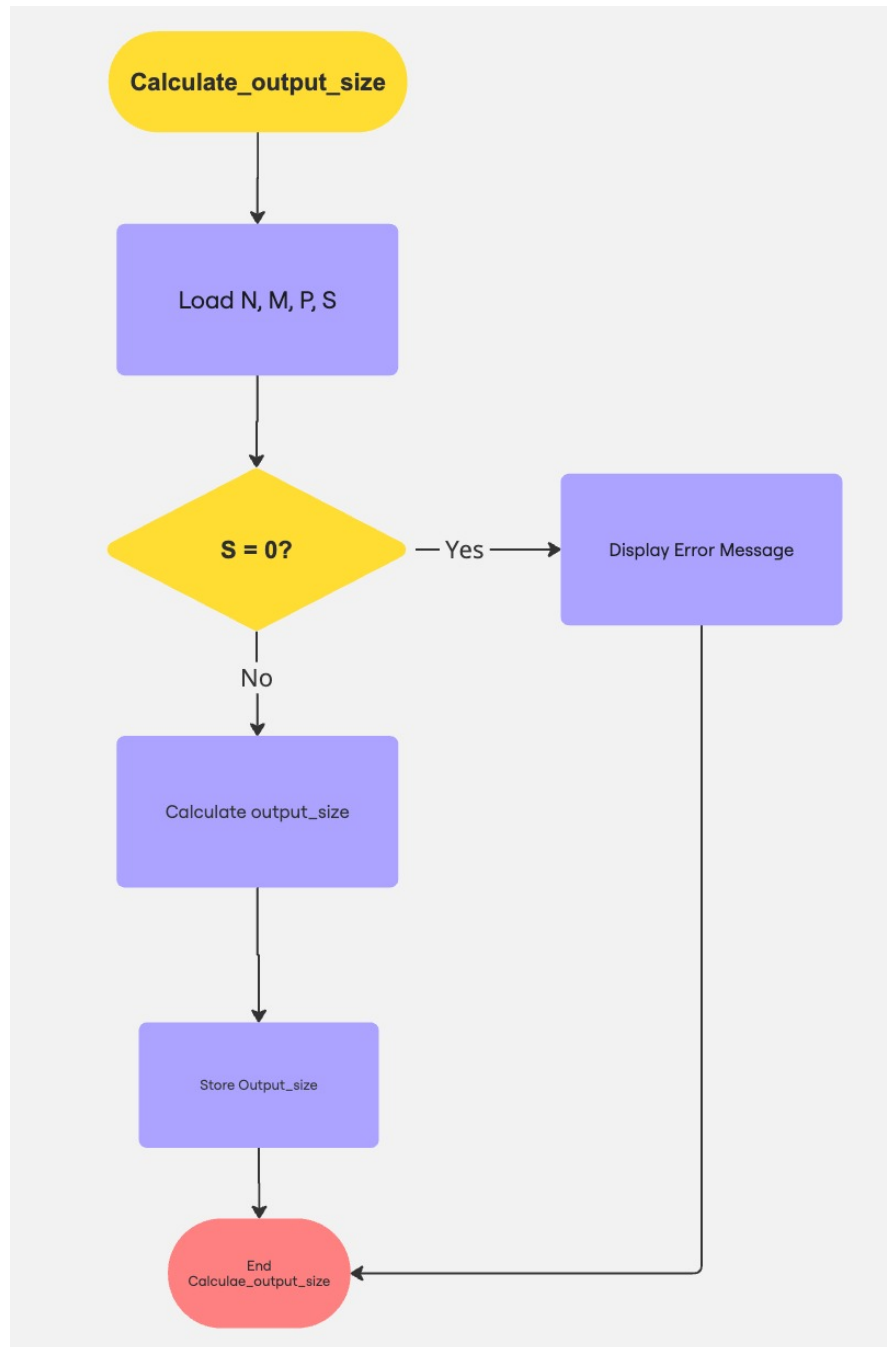 Calculate_output_size
Load N, M, P, S
S = 0?
Yes
Display Error Message
No
Calculate output_size
Store Output_size
End
Calculae_output_size